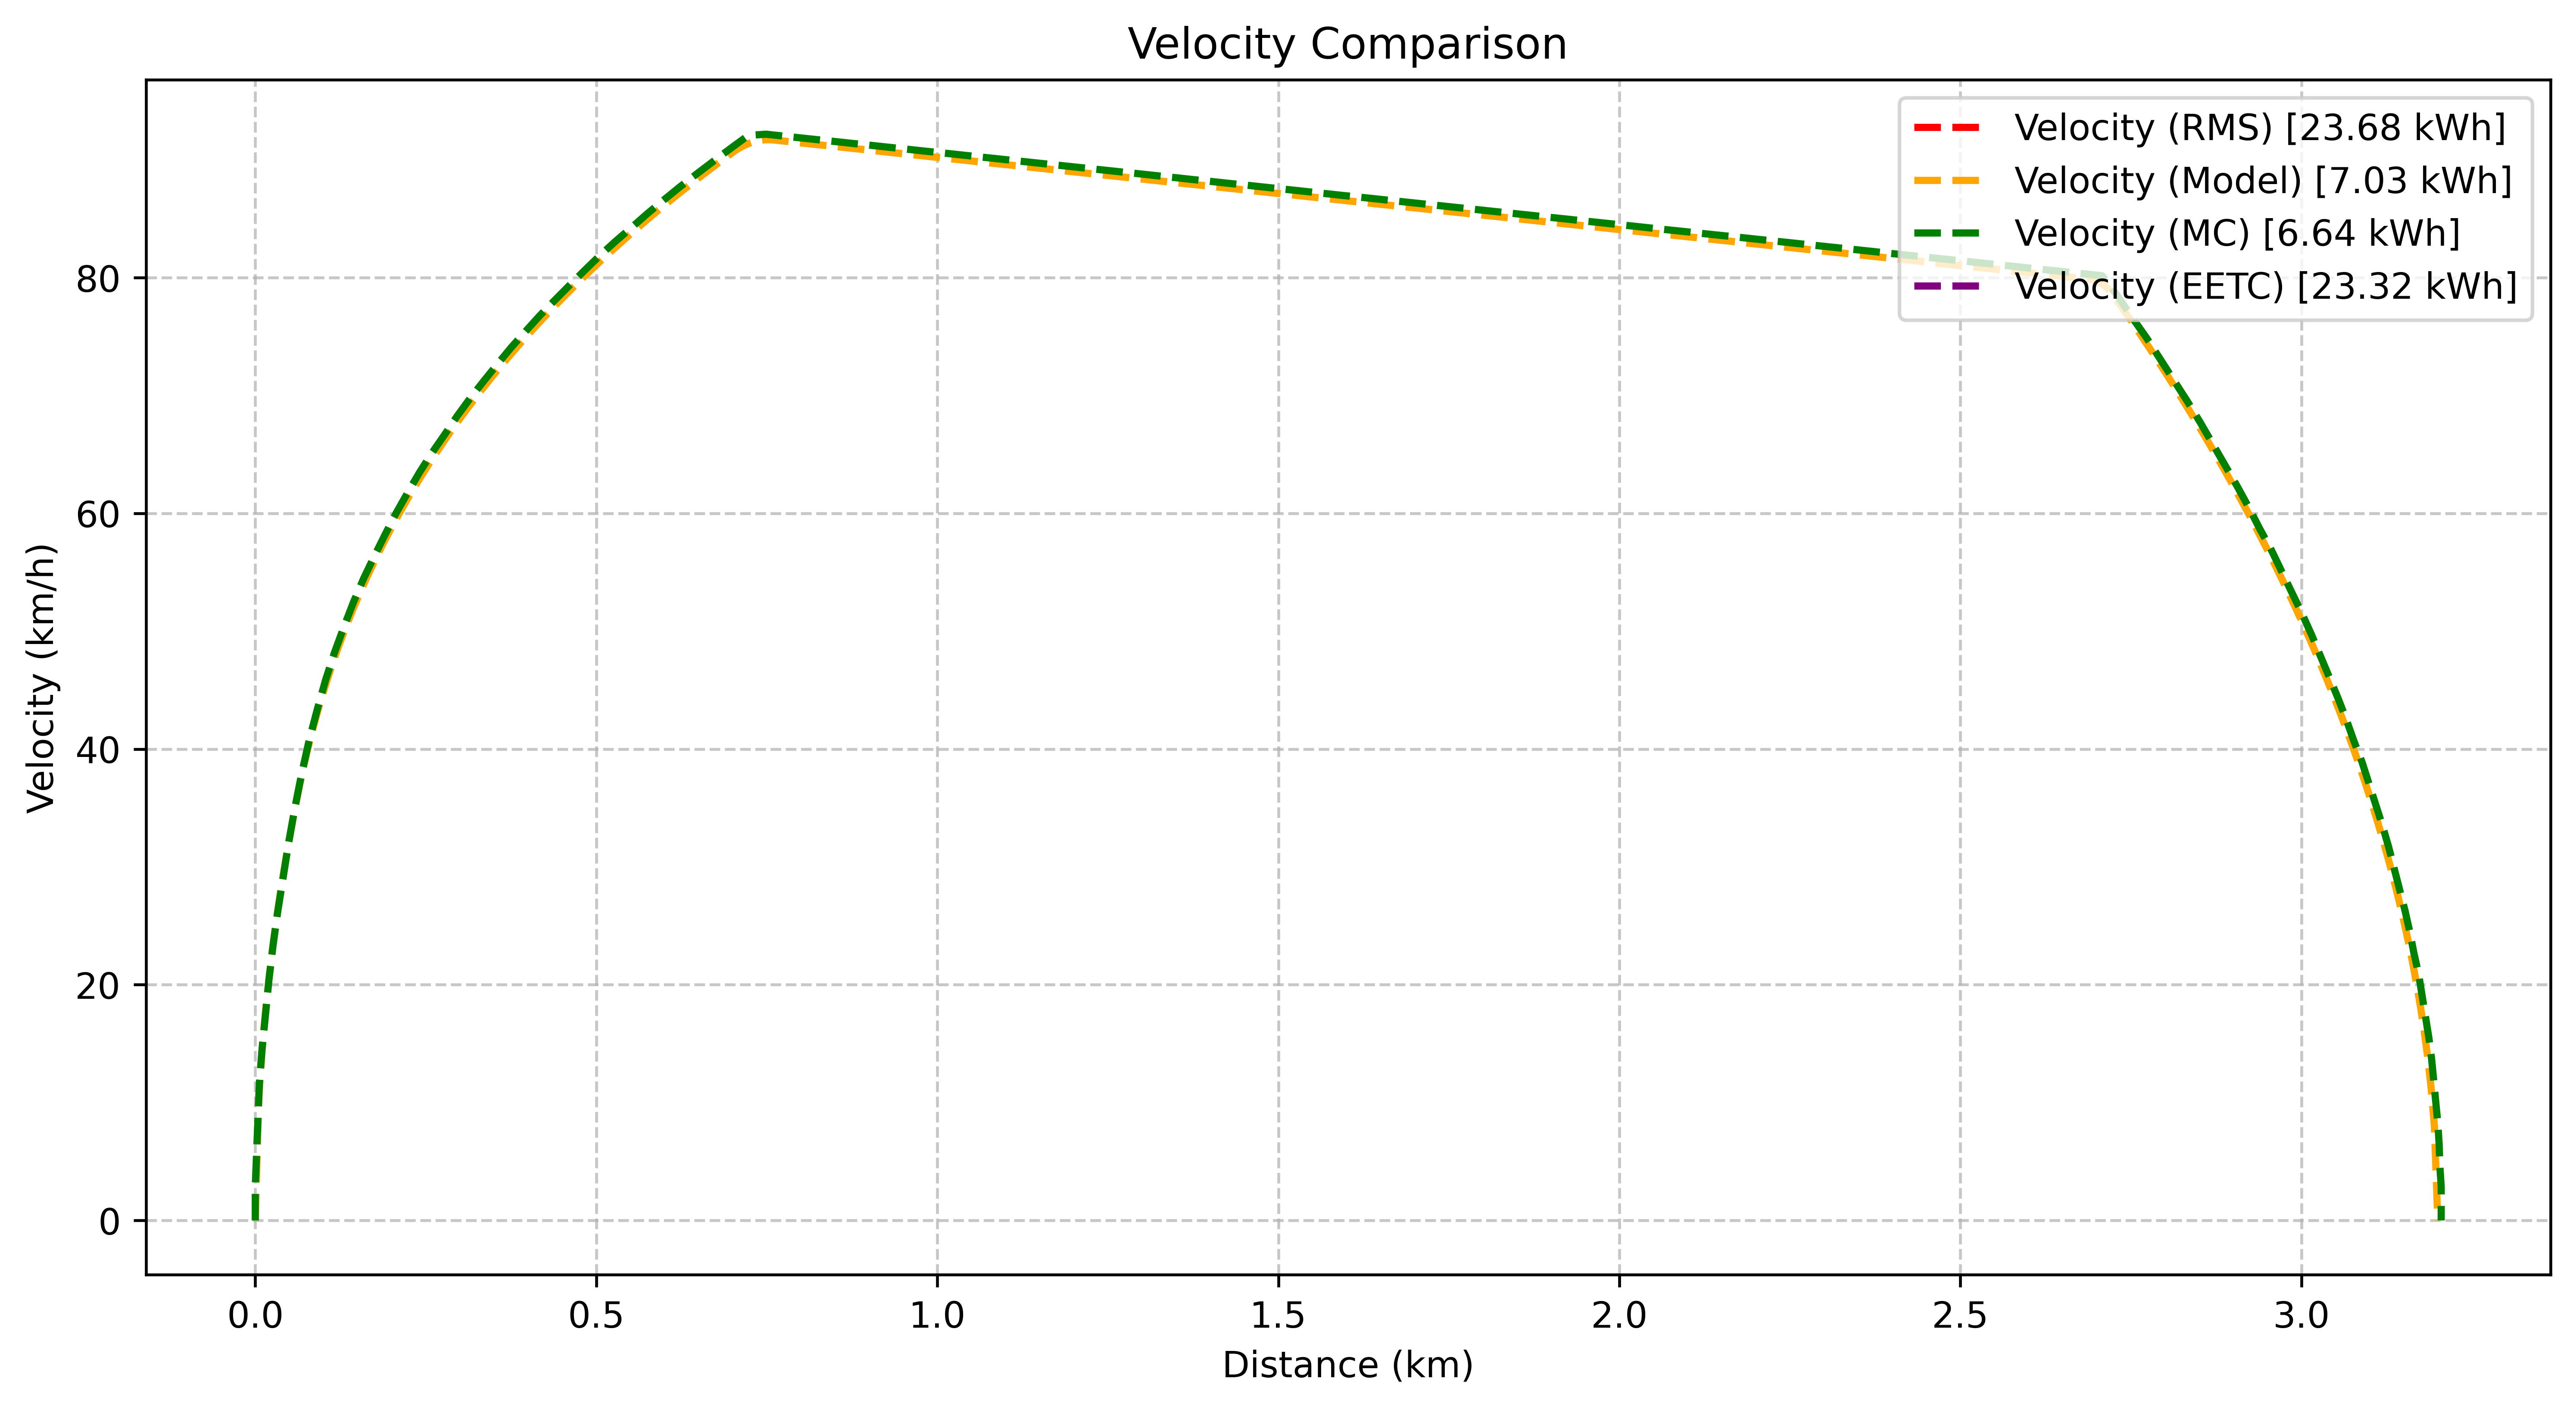 Velocity Comparison
Velocity (RMS) [23.68 kWh]
Velocity (Model) [7.03 kWh]
Velocity (MC) [6.64 kWh]
Velocity (EETC) [23.32 kWh]
Velocity (km/h)
80
60
40
20
0
0.0 0.5 1.0 1.5 2.0 2.5 3.0
Distance (km)